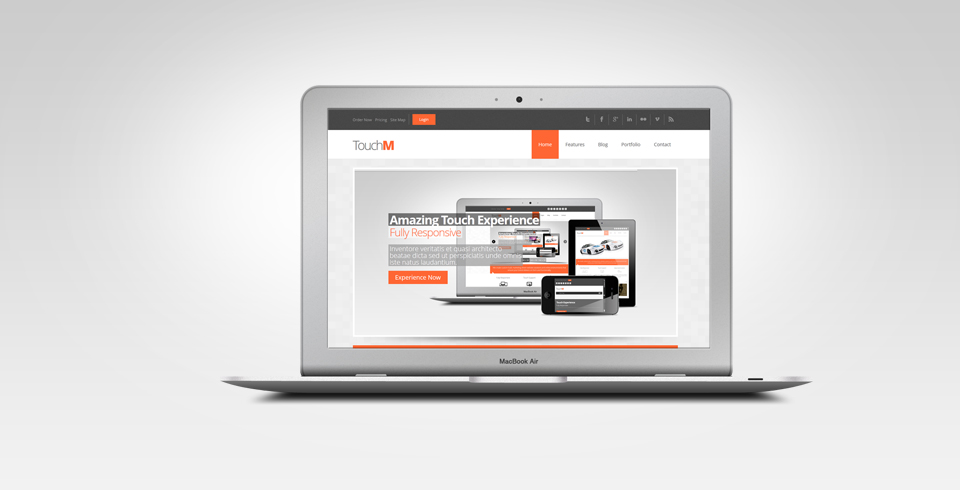 Order Now Pricing Site Map Login
TouchM
Home Features Blog Portfolio Contact
Amazing Touch Experience
Fully Responsive
Inventore veritatis et quasi architecto
beatae dicta sed ut perspiciatis unde omnis
iste natus laudantium.
Experience Now
MacBook Air